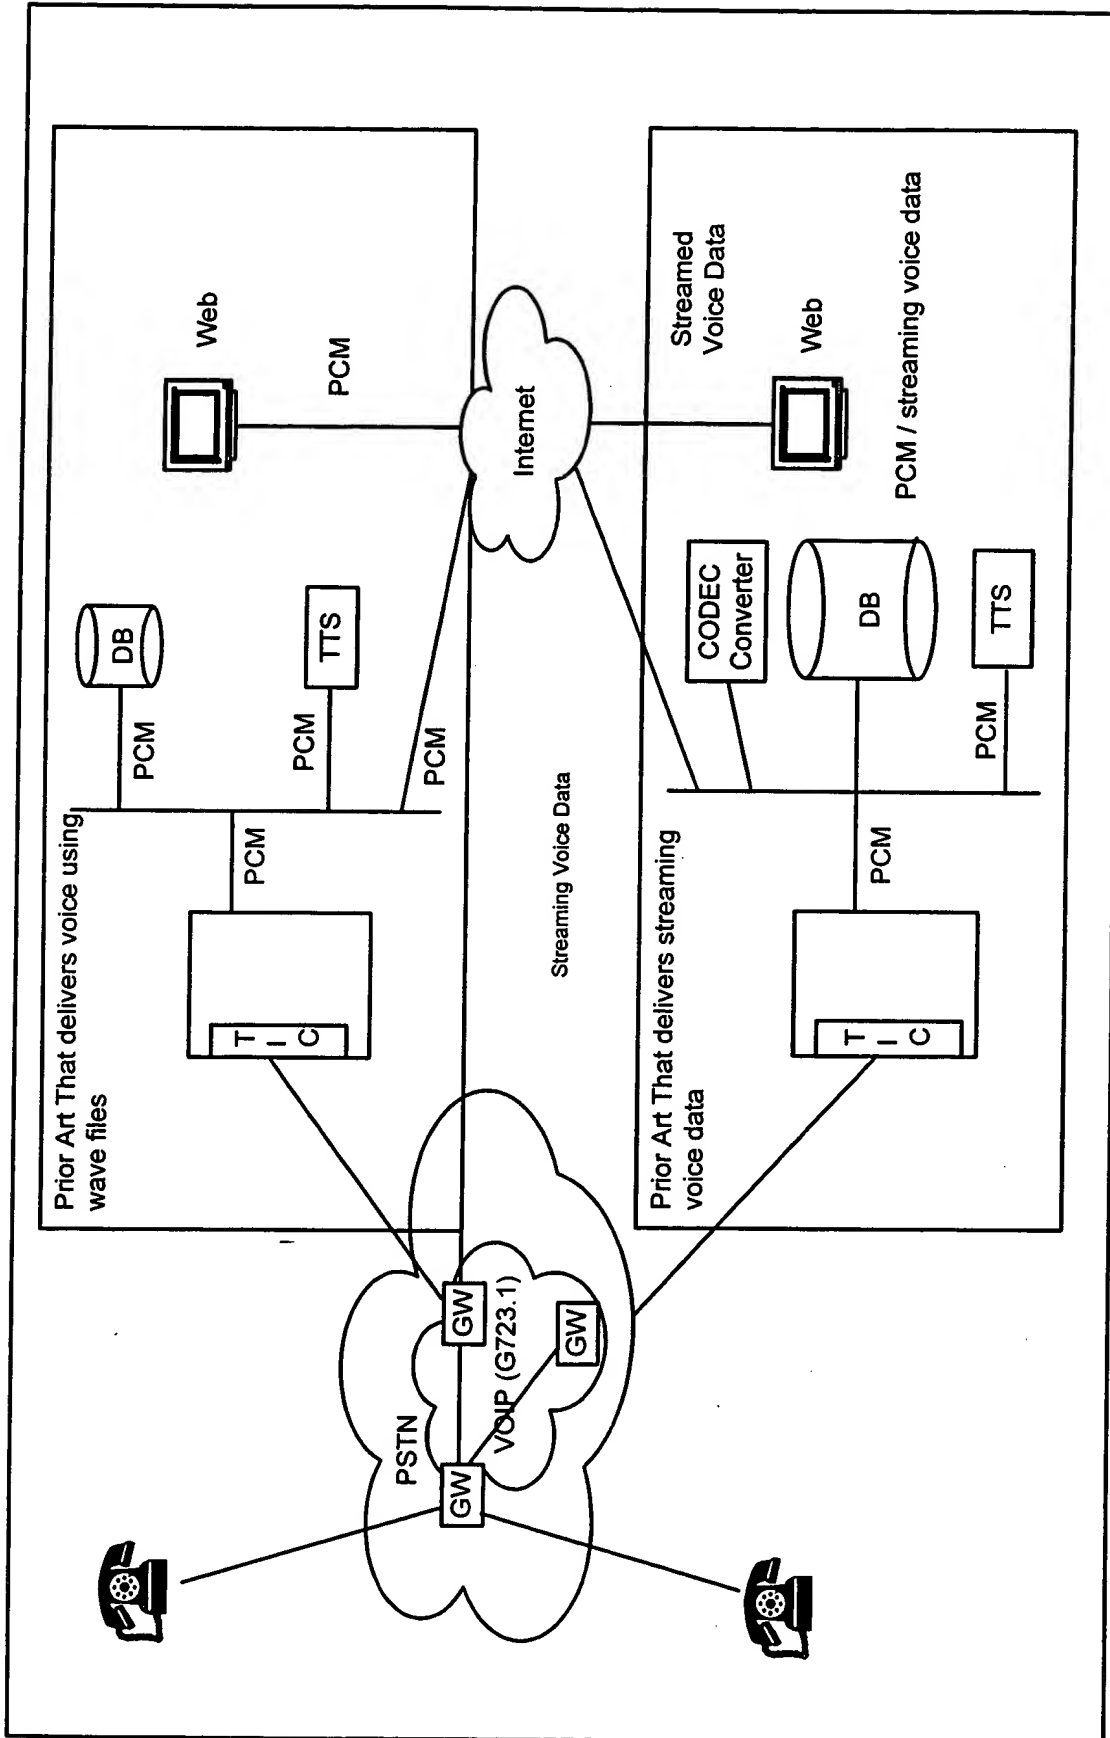 Prior Art That delivers voice using
wave files
T
I
C
PCM
PCM
DB
PCM
TTS
PCM
PCM
Web
PSTN
GW
GW
VOIP (G723.1)
GW
Streaming Voice Data
Internet
Prior Art That delivers streaming
voice data
T
I
C
PCM
CODEC
Converter
DB
PCM
TTS
Streamed
Voice Data
Web
PCM / streaming voice data